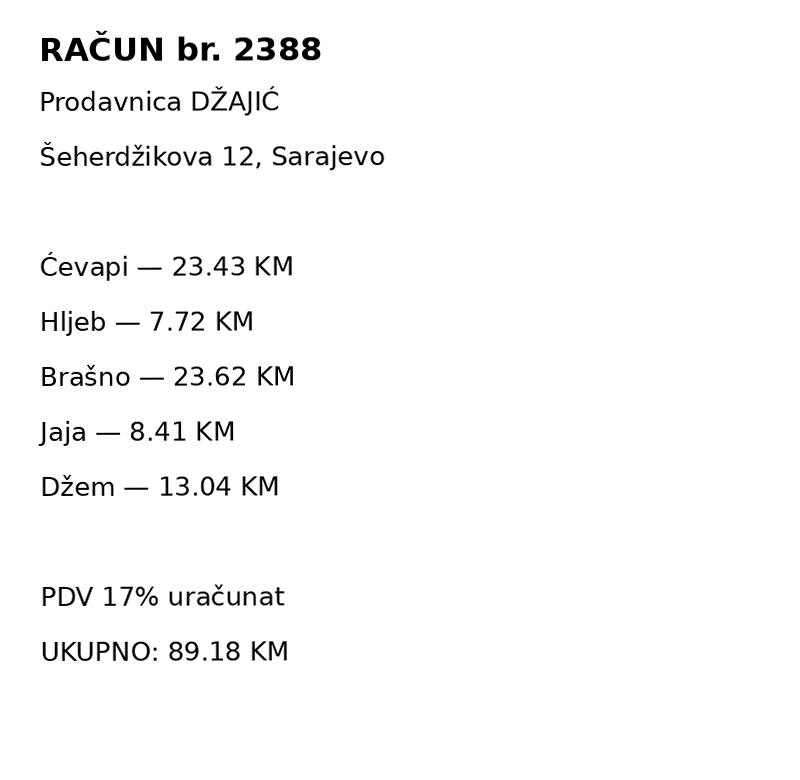 RAČUN br. 2388
Prodavnica DŽAJIĆ
Šeherdžikova 12, Sarajevo
Ćevapi — 23.43 KM
Hljeb — 7.72 KM
Brašno — 23.62 KM
Jaja — 8.41 KM
Džem — 13.04 KM
PDV 17% uračunat
UKUPNO: 89.18 KM